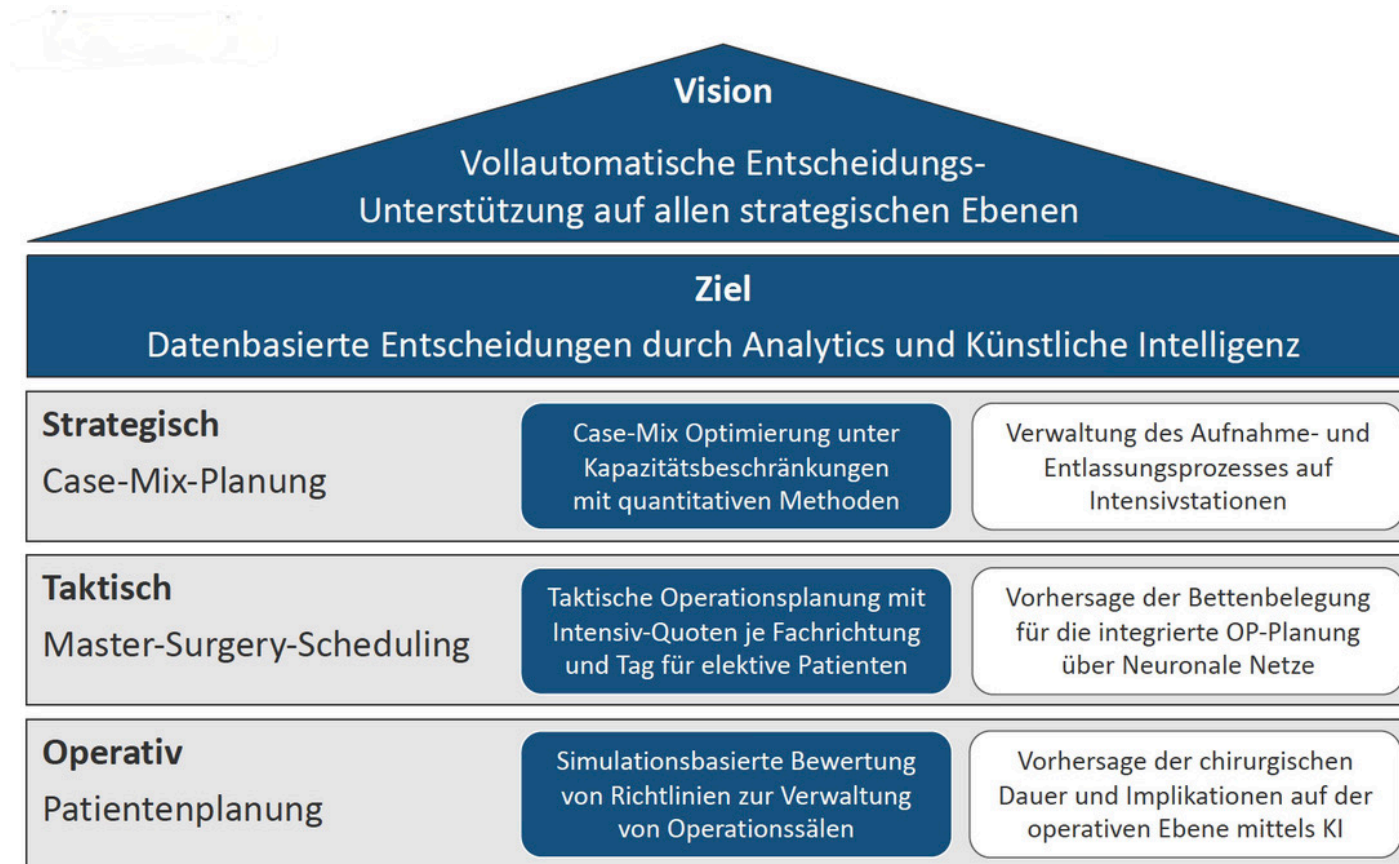 Vision
Vollautomatische Entscheidungs-
Unterstützung auf allen strategischen Ebenen
Ziel
Datenbasierte Entscheidungen durch Analytics und Künstliche Intelligenz
Strategisch
Case-Mix-Planung
Case-Mix Optimierung unter
Kapazitätsbeschränkungen
mit quantitativen Methoden
Verwaltung des Aufnahme- und
Entlassungsprozesses auf
Intensivstationen
Taktisch
Master-Surgery-Scheduling
Taktische Operationsplanung mit
Intensiv-Quoten je Fachrichtung
und Tag für elektive Patienten
Vorhersage der Bettenbelegung
für die integrierte OP-Planung
über Neuronale Netze
Operativ
Patientenplanung
Simulationsbasierte Bewertung
von Richtlinien zur Verwaltung
von Operationssälen
Vorhersage der chirurgischen
Dauer und Implikationen auf der
operativen Ebene mittels KI